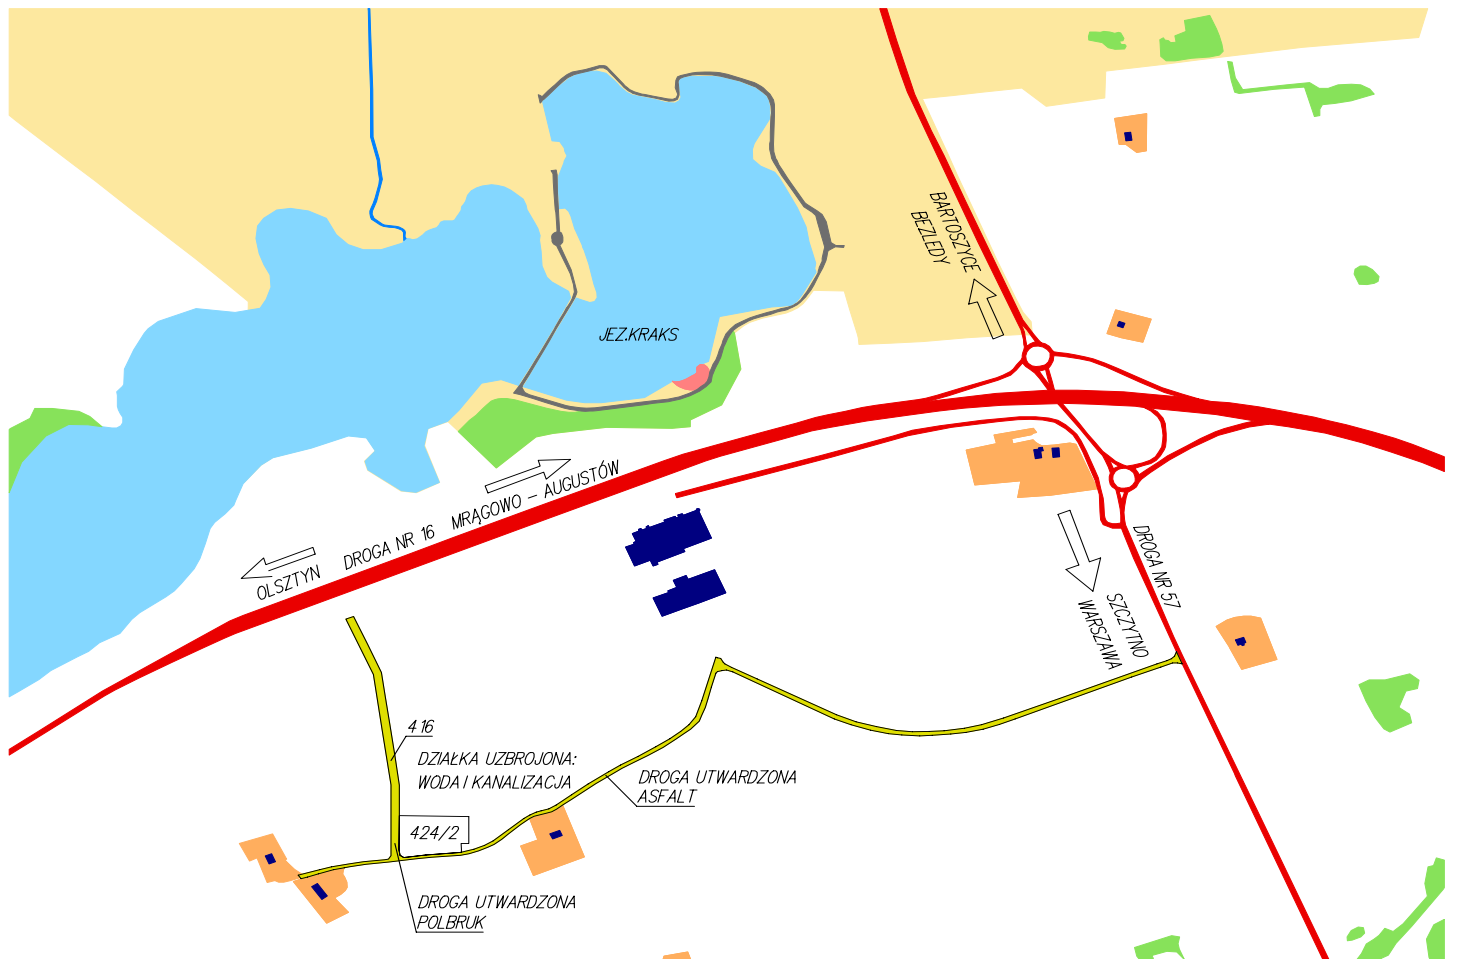 BARTOSZYCE
BEZLEDY
JEZ.KRAKS
OLSZTYN DROGA NR 16 MRĄGOWO - AUGUSTÓW
DROGA NR 57
SZCZYTNO
WARSZAWA
416
DZIAŁKA UZBROJONA:
WODA I KANALIZACJA
DROGA UTWARDZONA
ASFALT
424/2
DROGA UTWARDZONA
POLBRUK